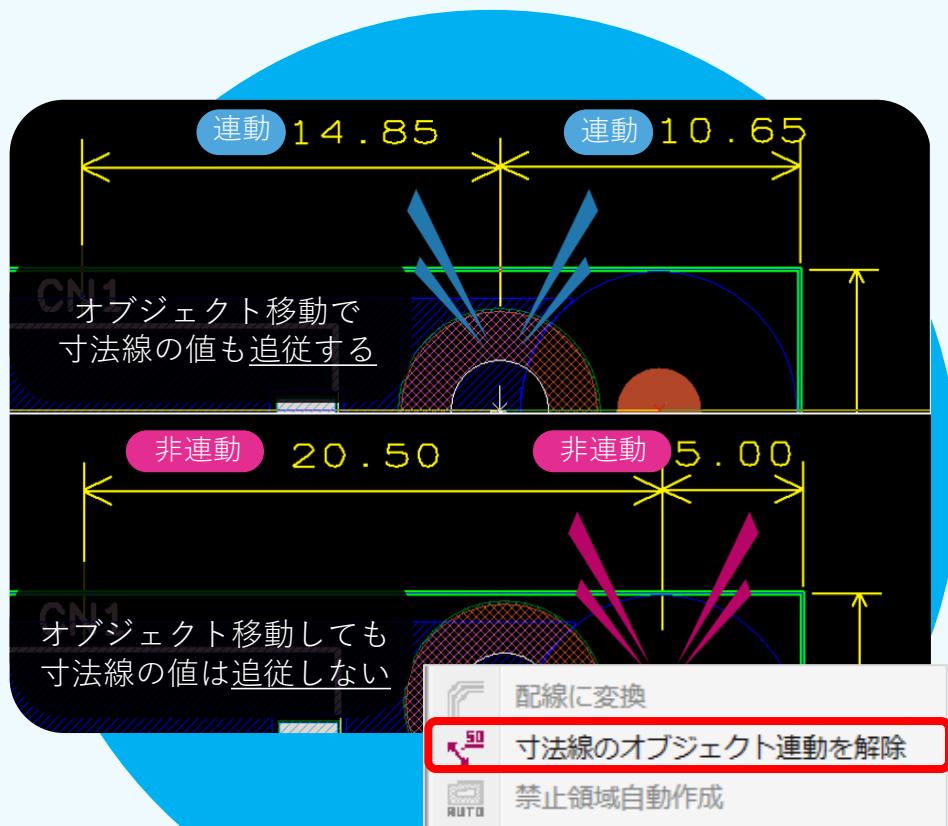 連動 14.85 連動 10.65
CN1
オブジェクト移動で
寸法線の値も追従する
非連動 20.50 非連動 5.00
CN1
オブジェクト移動しても
寸法線の値は追従しない
配線に変換
50 寸法線のオブジェクト連動を解除
AUTO 禁止領域自動作成